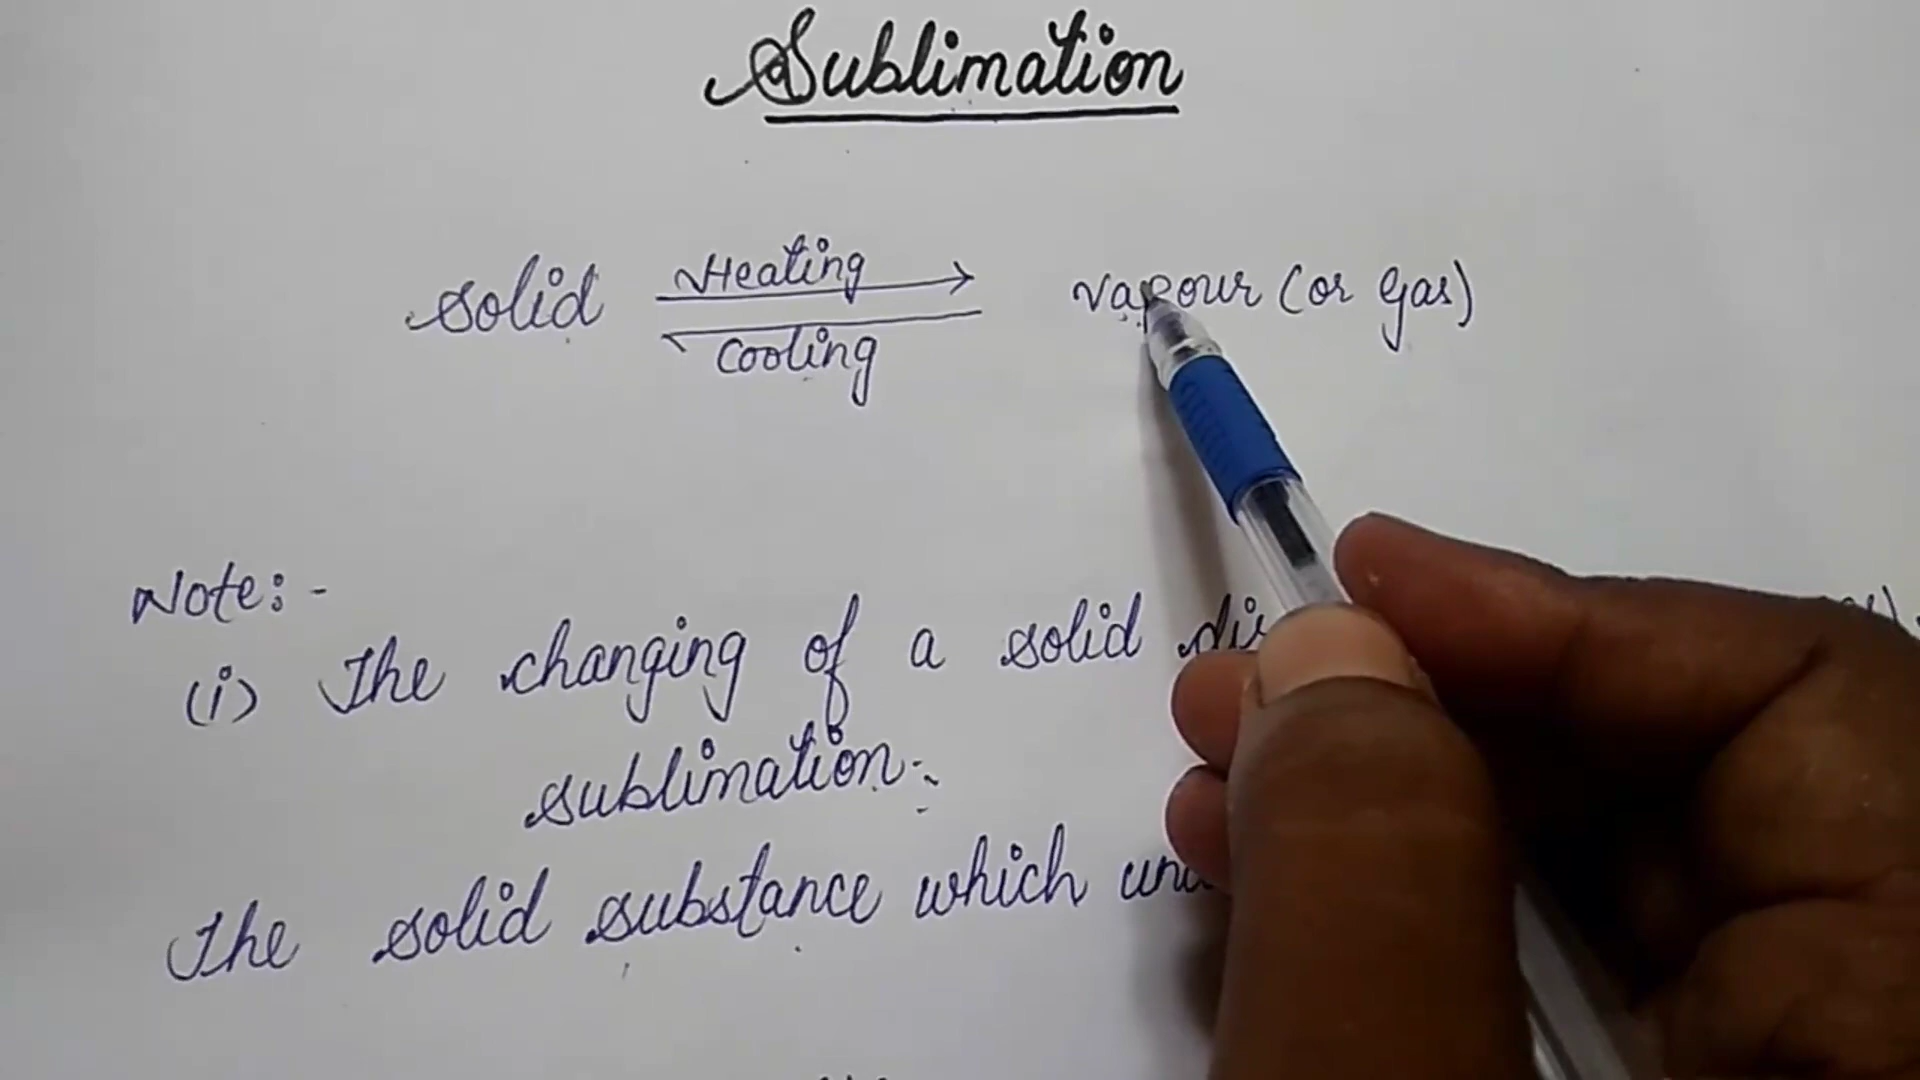 Sublimation
Solid Heating vapour (or Gas)
Cooling
Note:-
(i) The changing of a solid
sublimation.
The solid substance which